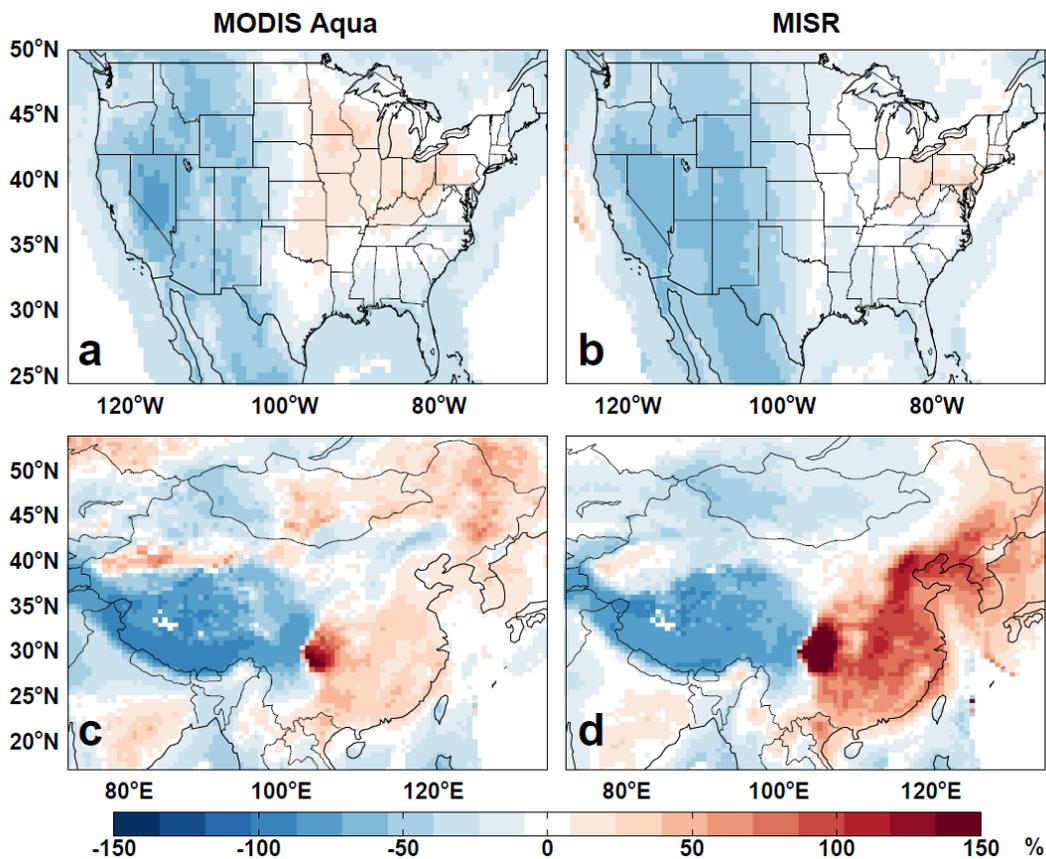 MODIS Aqua MISR
50°N
45°N
40°N
35°N
30°N
25°N
a b
120°W 100°W 80°W 120°W 100°W 80°W
50°N
45°N
40°N
35°N
30°N
25°N
20°N
c d
80°E 100°E 120°E 80°E 100°E 120°E
-150 -100 -50 0 50 100 150 %